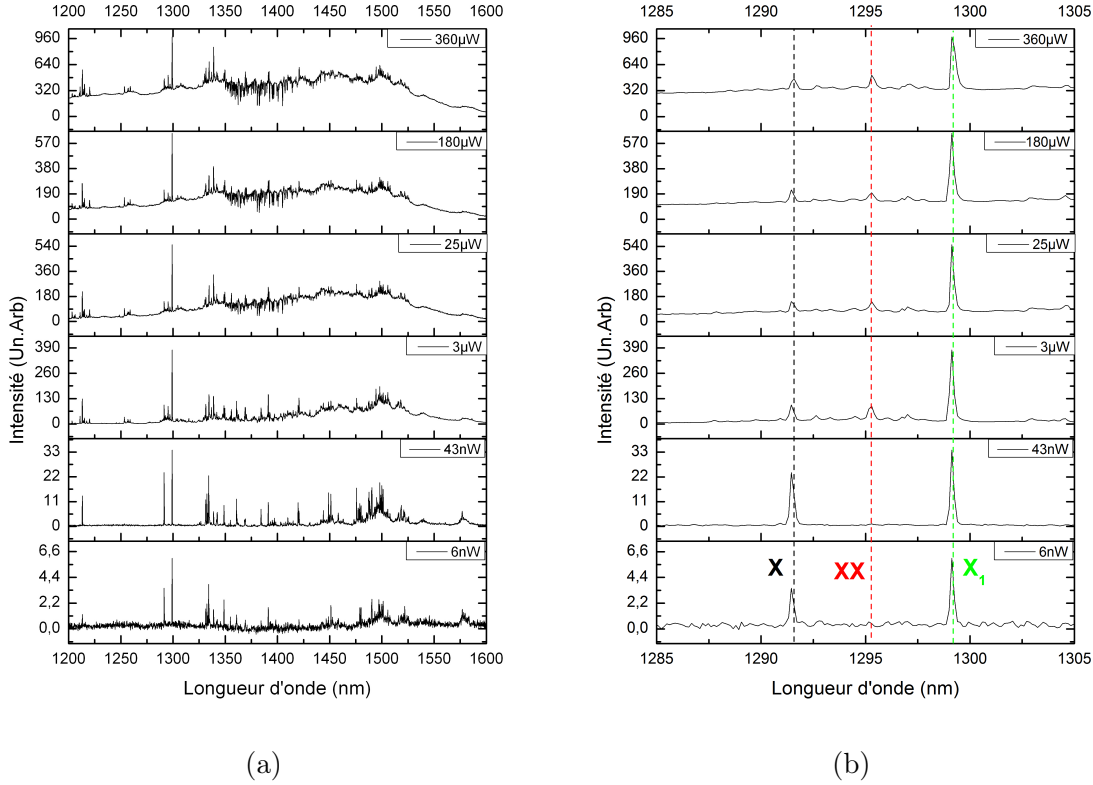 1200 1250 1300 1350 1400 1450 1500 1550 1600
960
640
320
0
360µW
570
380
190
0
180µW
540
360
180
0
25µW
390
260
130
0
3µW
33
22
11
0
43nW
6,6
4,4
2,2
0,0
6nW
1200 1250 1300 1350 1400 1450 1500 1550 1600
Intensité (Un.Arb)
Longueur d'onde (nm)
(a)
1285 1290 1295 1300 1305
960
640
320
0
360µW
570
380
190
0
180µW
540
360
180
0
25µW
390
260
130
0
3µW
33
22
11
0
43nW
6,6
4,4
2,2
0,0
6nW
X XX X₁
1285 1290 1295 1300 1305
Intensité (Un.Arb)
Longueur d'onde (nm)
(b)